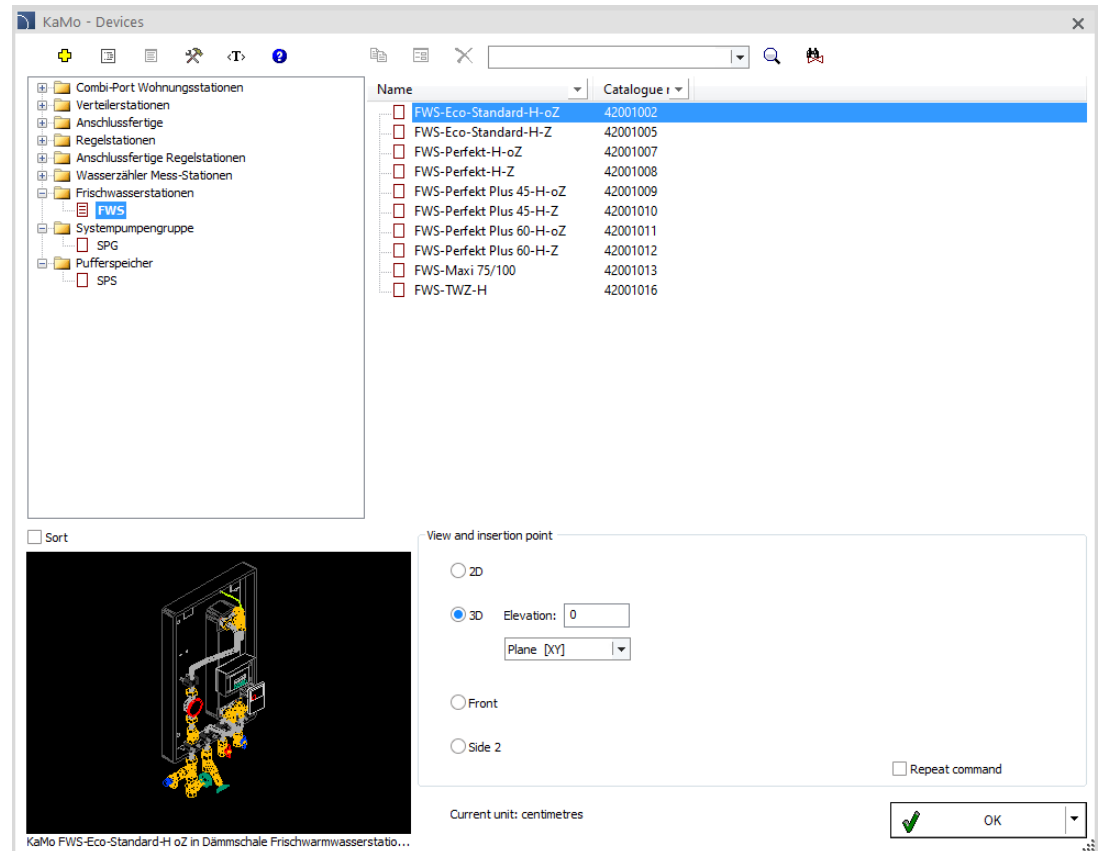 KaMo - Devices
<T>
?
Combi-Port Wohnungsstationen
Verteilerstationen
Anschlussfertige
Regelstationen
Anschlussfertige Regelstationen
Wasserzähler Mess-Stationen
Frischwasserstationen
FWS
Systempumpengruppe
SPG
Pufferspeicher
SPS
Name Catalogue r
FWS-Eco-Standard-H-oZ 42001002
FWS-Eco-Standard-H-Z 42001005
FWS-Perfekt-H-oZ 42001007
FWS-Perfekt-H-Z 42001008
FWS-Perfekt Plus 45-H-oZ 42001009
FWS-Perfekt Plus 45-H-Z 42001010
FWS-Perfekt Plus 60-H-oZ 42001011
FWS-Perfekt Plus 60-H-Z 42001012
FWS-Maxi 75/100 42001013
FWS-TWZ-H 42001016
Sort
KaMo FWS-Eco-Standard-H oZ in Dämmschale Frischwarmwasserstatio...
View and insertion point
2D
3D Elevation: 0
Plane [XY]
Front
Side 2
Repeat command
Current unit: centimetres
OK